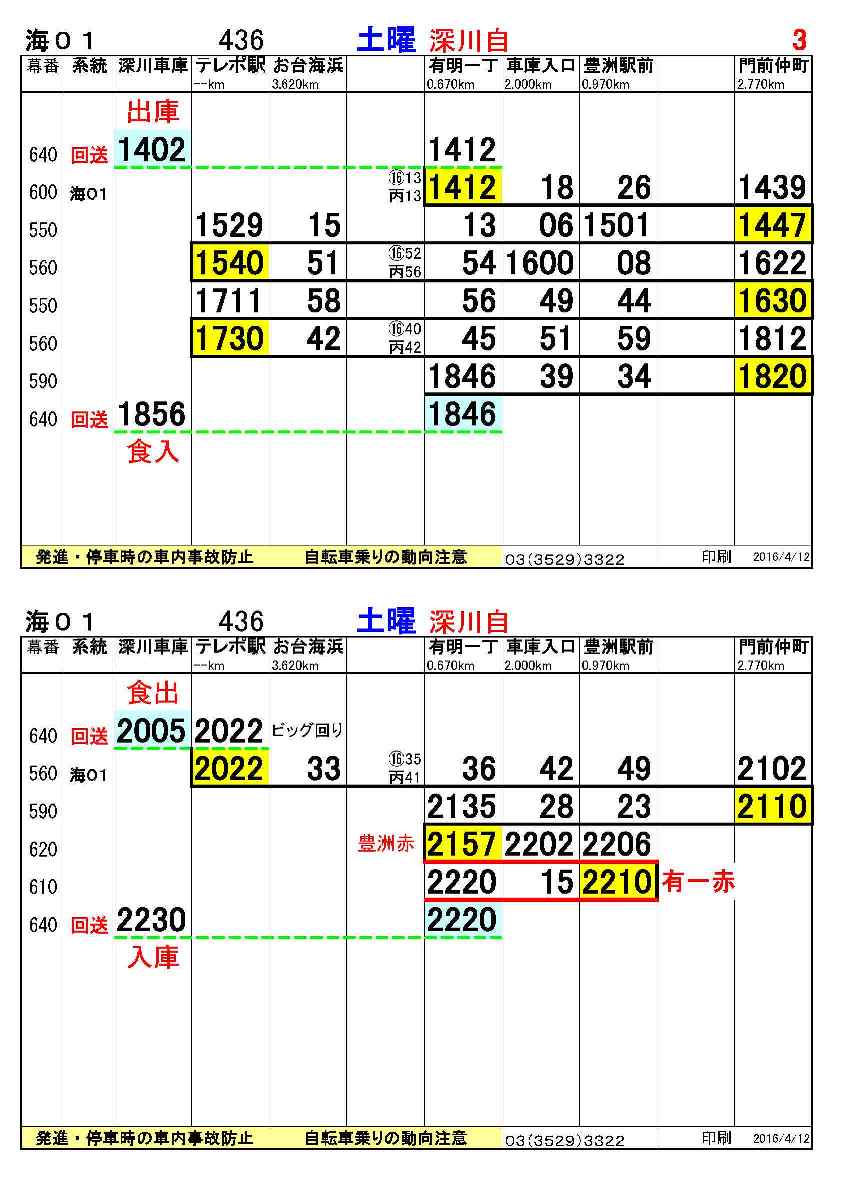 海01 436 土曜 深川自 3
幕番 系統 深川車庫 テレポ駅 お台海浜 有明一丁 車庫入口 豊洲駅前 門前仲町
--km 3.620km 0.670km 2.000km 0.970km 2.770km
出庫
640 回送 1402 1412
600 海01 ⑯13 丙13 1412 18 26 1439
550 1529 15 13 06 1501 1447
560 1540 51 ⑯52 丙56 54 1600 08 1622
550 1711 58 56 49 44 1630
560 1730 42 ⑯40 丙42 45 51 59 1812
590 1846 39 34 1820
640 回送 1856 1846
食入
発進・停車時の車内事故防止 自転車乗りの動向注意 03(3529)3322 印刷 2016/4/12
海01 436 土曜 深川自
幕番 系統 深川車庫 テレポ駅 お台海浜 有明一丁 車庫入口 豊洲駅前 門前仲町
--km 3.620km 0.670km 2.000km 0.970km 2.770km
食出
640 回送 2005 2022 ビッグ回り
560 海01 2022 33 ⑯35 丙41 36 42 49 2102
590 2135 28 23 2110
620 豊洲赤 2157 2202 2206
610 2220 15 2210 有一赤
640 回送 2230 2220
入庫
発進・停車時の車内事故防止 自転車乗りの動向注意 03(3529)3322 印刷 2016/4/12